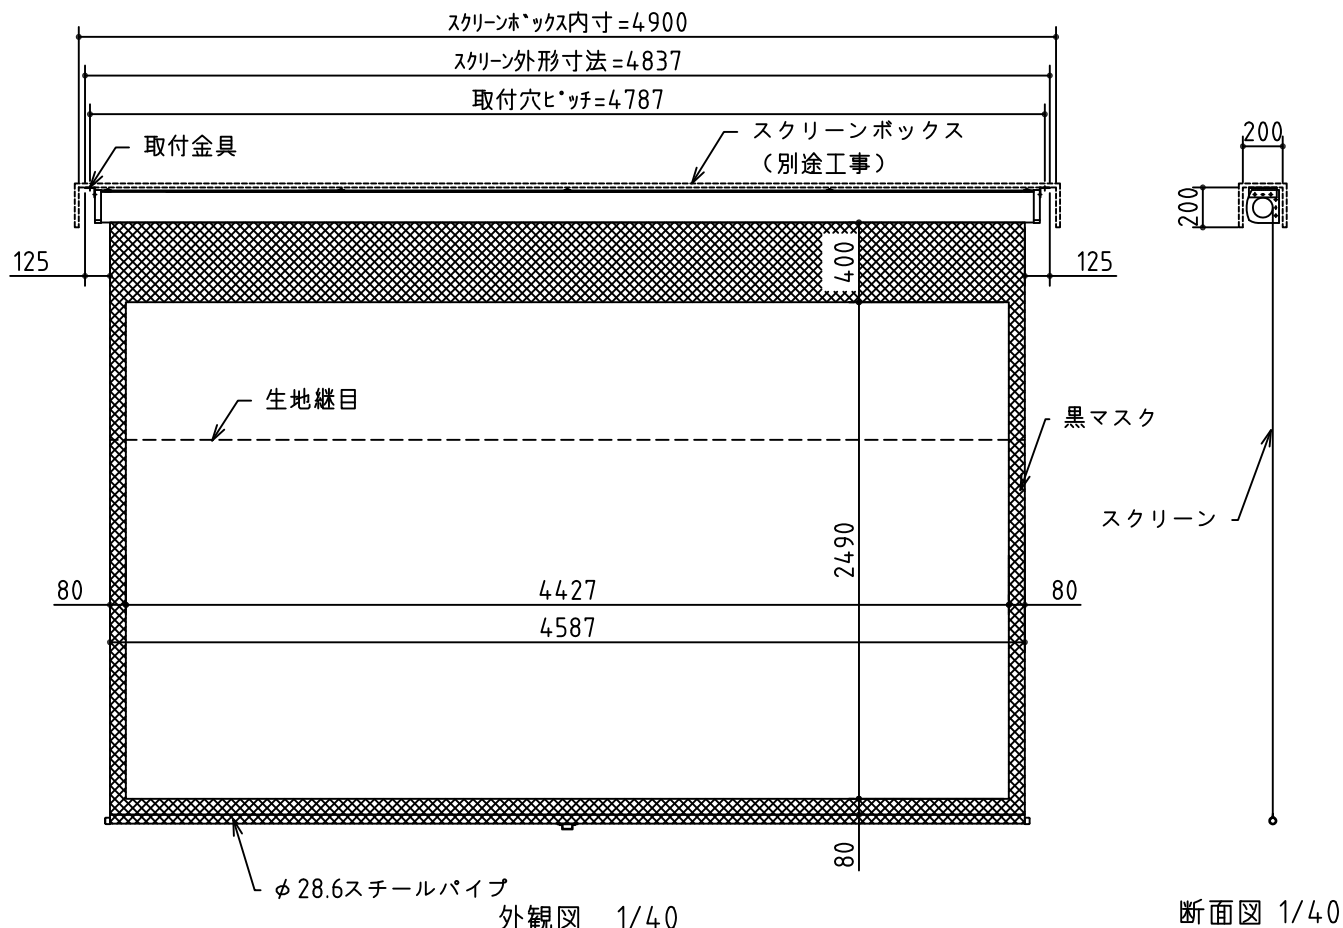 スクリーンボックス内寸=4900
スクリーン外形寸法=4837
取付穴ピッチ=4787
取付金具
スクリーンボックス
(別途工事)
200
200
125
400
125
生地継目
黒マスク
スクリーン
2490
80
4427
80
4587
80
φ28.6スチールパイプ
外観図 1/40
断面図 1/40